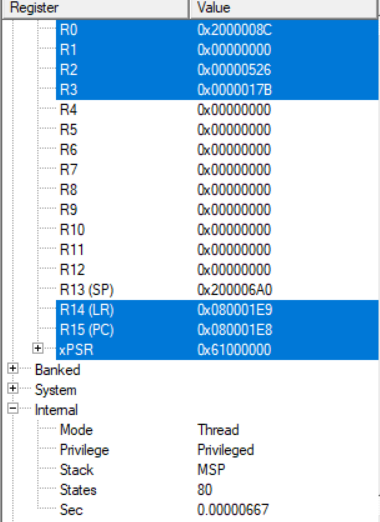 Register Value
R0 0x2000008C
R1 0x00000000
R2 0x00000526
R3 0x0000017B
R4 0x00000000
R5 0x00000000
R6 0x00000000
R7 0x00000000
R8 0x00000000
R9 0x00000000
R10 0x00000000
R11 0x00000000
R12 0x00000000
R13 (SP) 0x200006A0
R14 (LR) 0x080001E9
R15 (PC) 0x080001E8
xPSR 0x61000000
Banked
System
Internal
Mode Thread
Privilege Privileged
Stack MSP
States 80
Sec 0.00000667